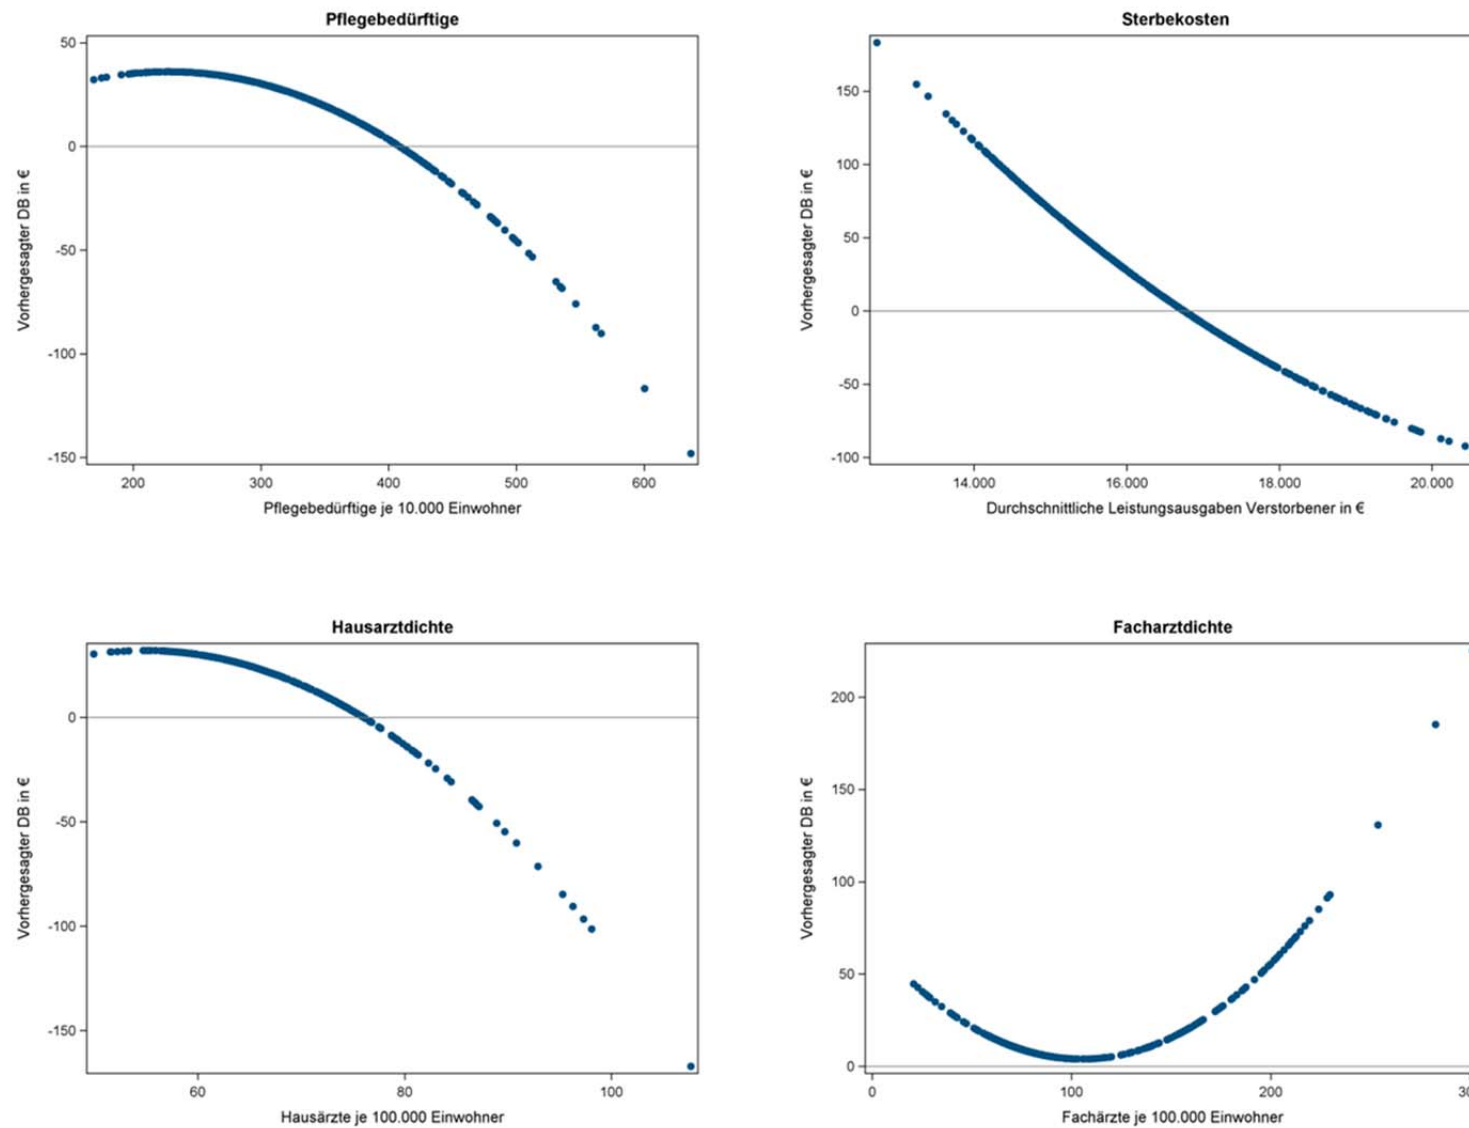 Pflegebedürftige
50
0
-50
-100
-150
Vorhergesagter DB in €
200 300 400 500 600
Pflegebedürftige je 10.000 Einwohner
Sterbekosten
150
100
50
0
-50
-100
Vorhergesagter DB in €
14.000 16.000 18.000 20.000
Durchschnittliche Leistungsausgaben Verstorbener in €
Hausarztdichte
0
-50
-100
-150
Vorhergesagter DB in €
60 80 100
Hausärzte je 100.000 Einwohner
Facharztdichte
200
150
100
50
0
Vorhergesagter DB in €
0 100 200
Fachärzte je 100.000 Einwohner